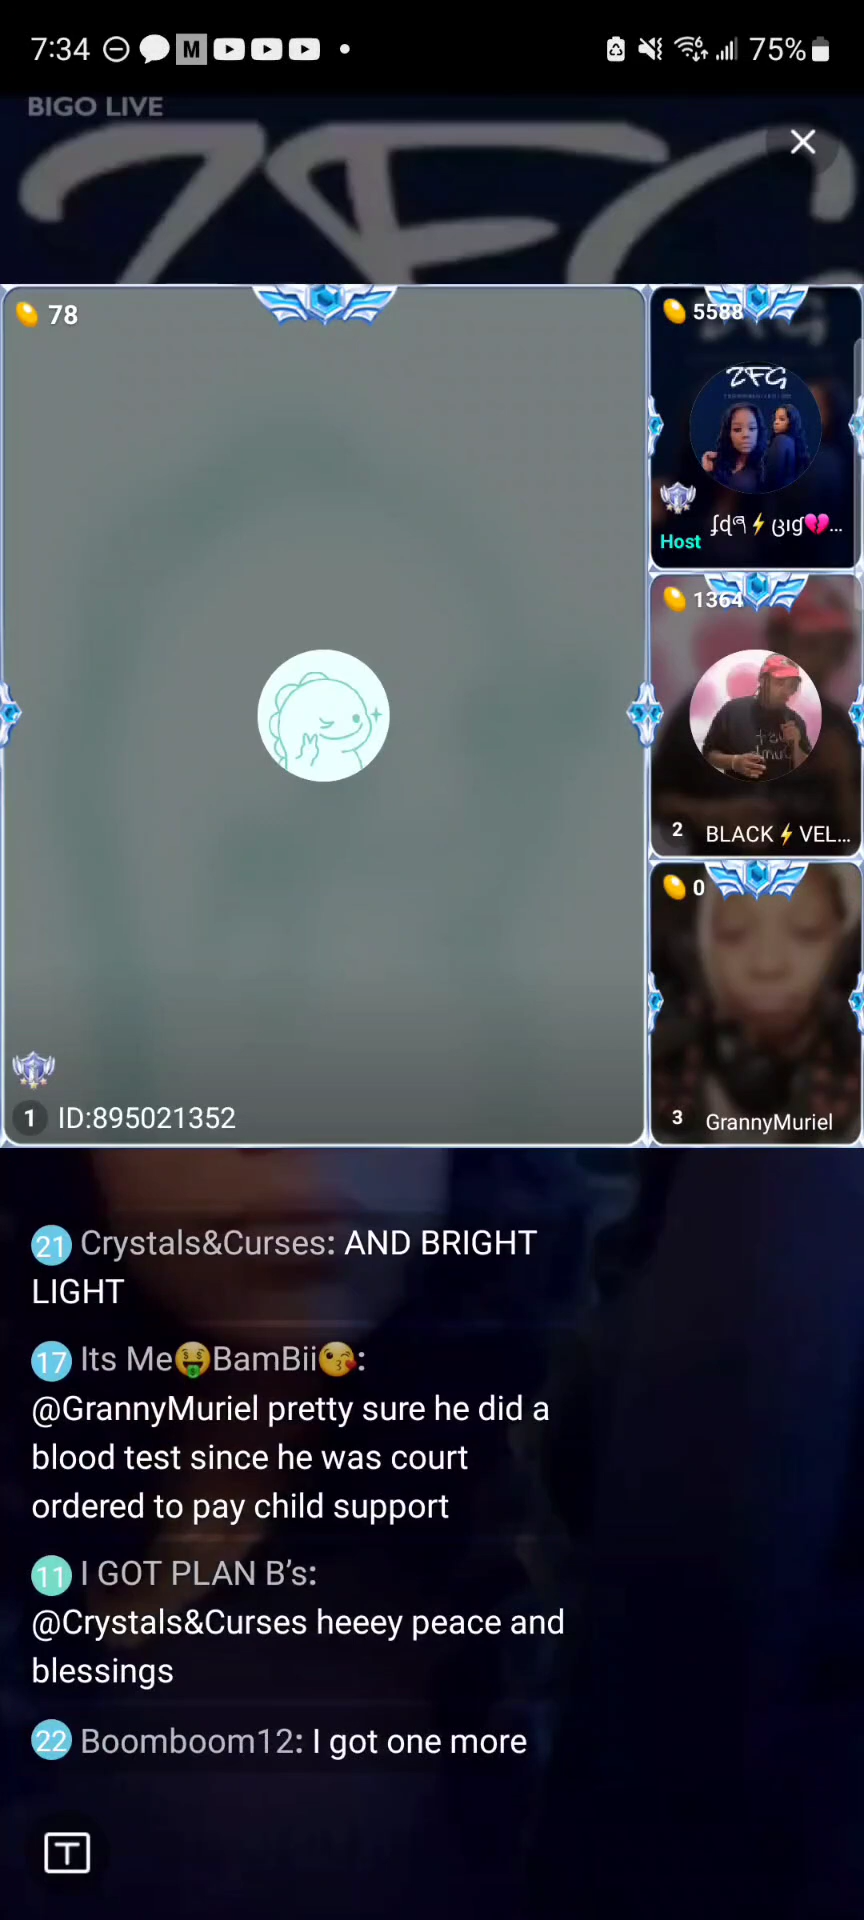 7:34 M 75%
BIGO LIVE
ZFG
78
5588
ZFG
Host
1364
2 BLACK⚡VEL...
0
3 GrannyMuriel
1 ID:895021352
21 Crystals&Curses: AND BRIGHT
LIGHT
17 Its Me🤑BamBii😘:
@GrannyMuriel pretty sure he did a
blood test since he was court
ordered to pay child support
11 I GOT PLAN B’s:
@Crystals&Curses heeey peace and
blessings
22 Boomboom12: I got one more